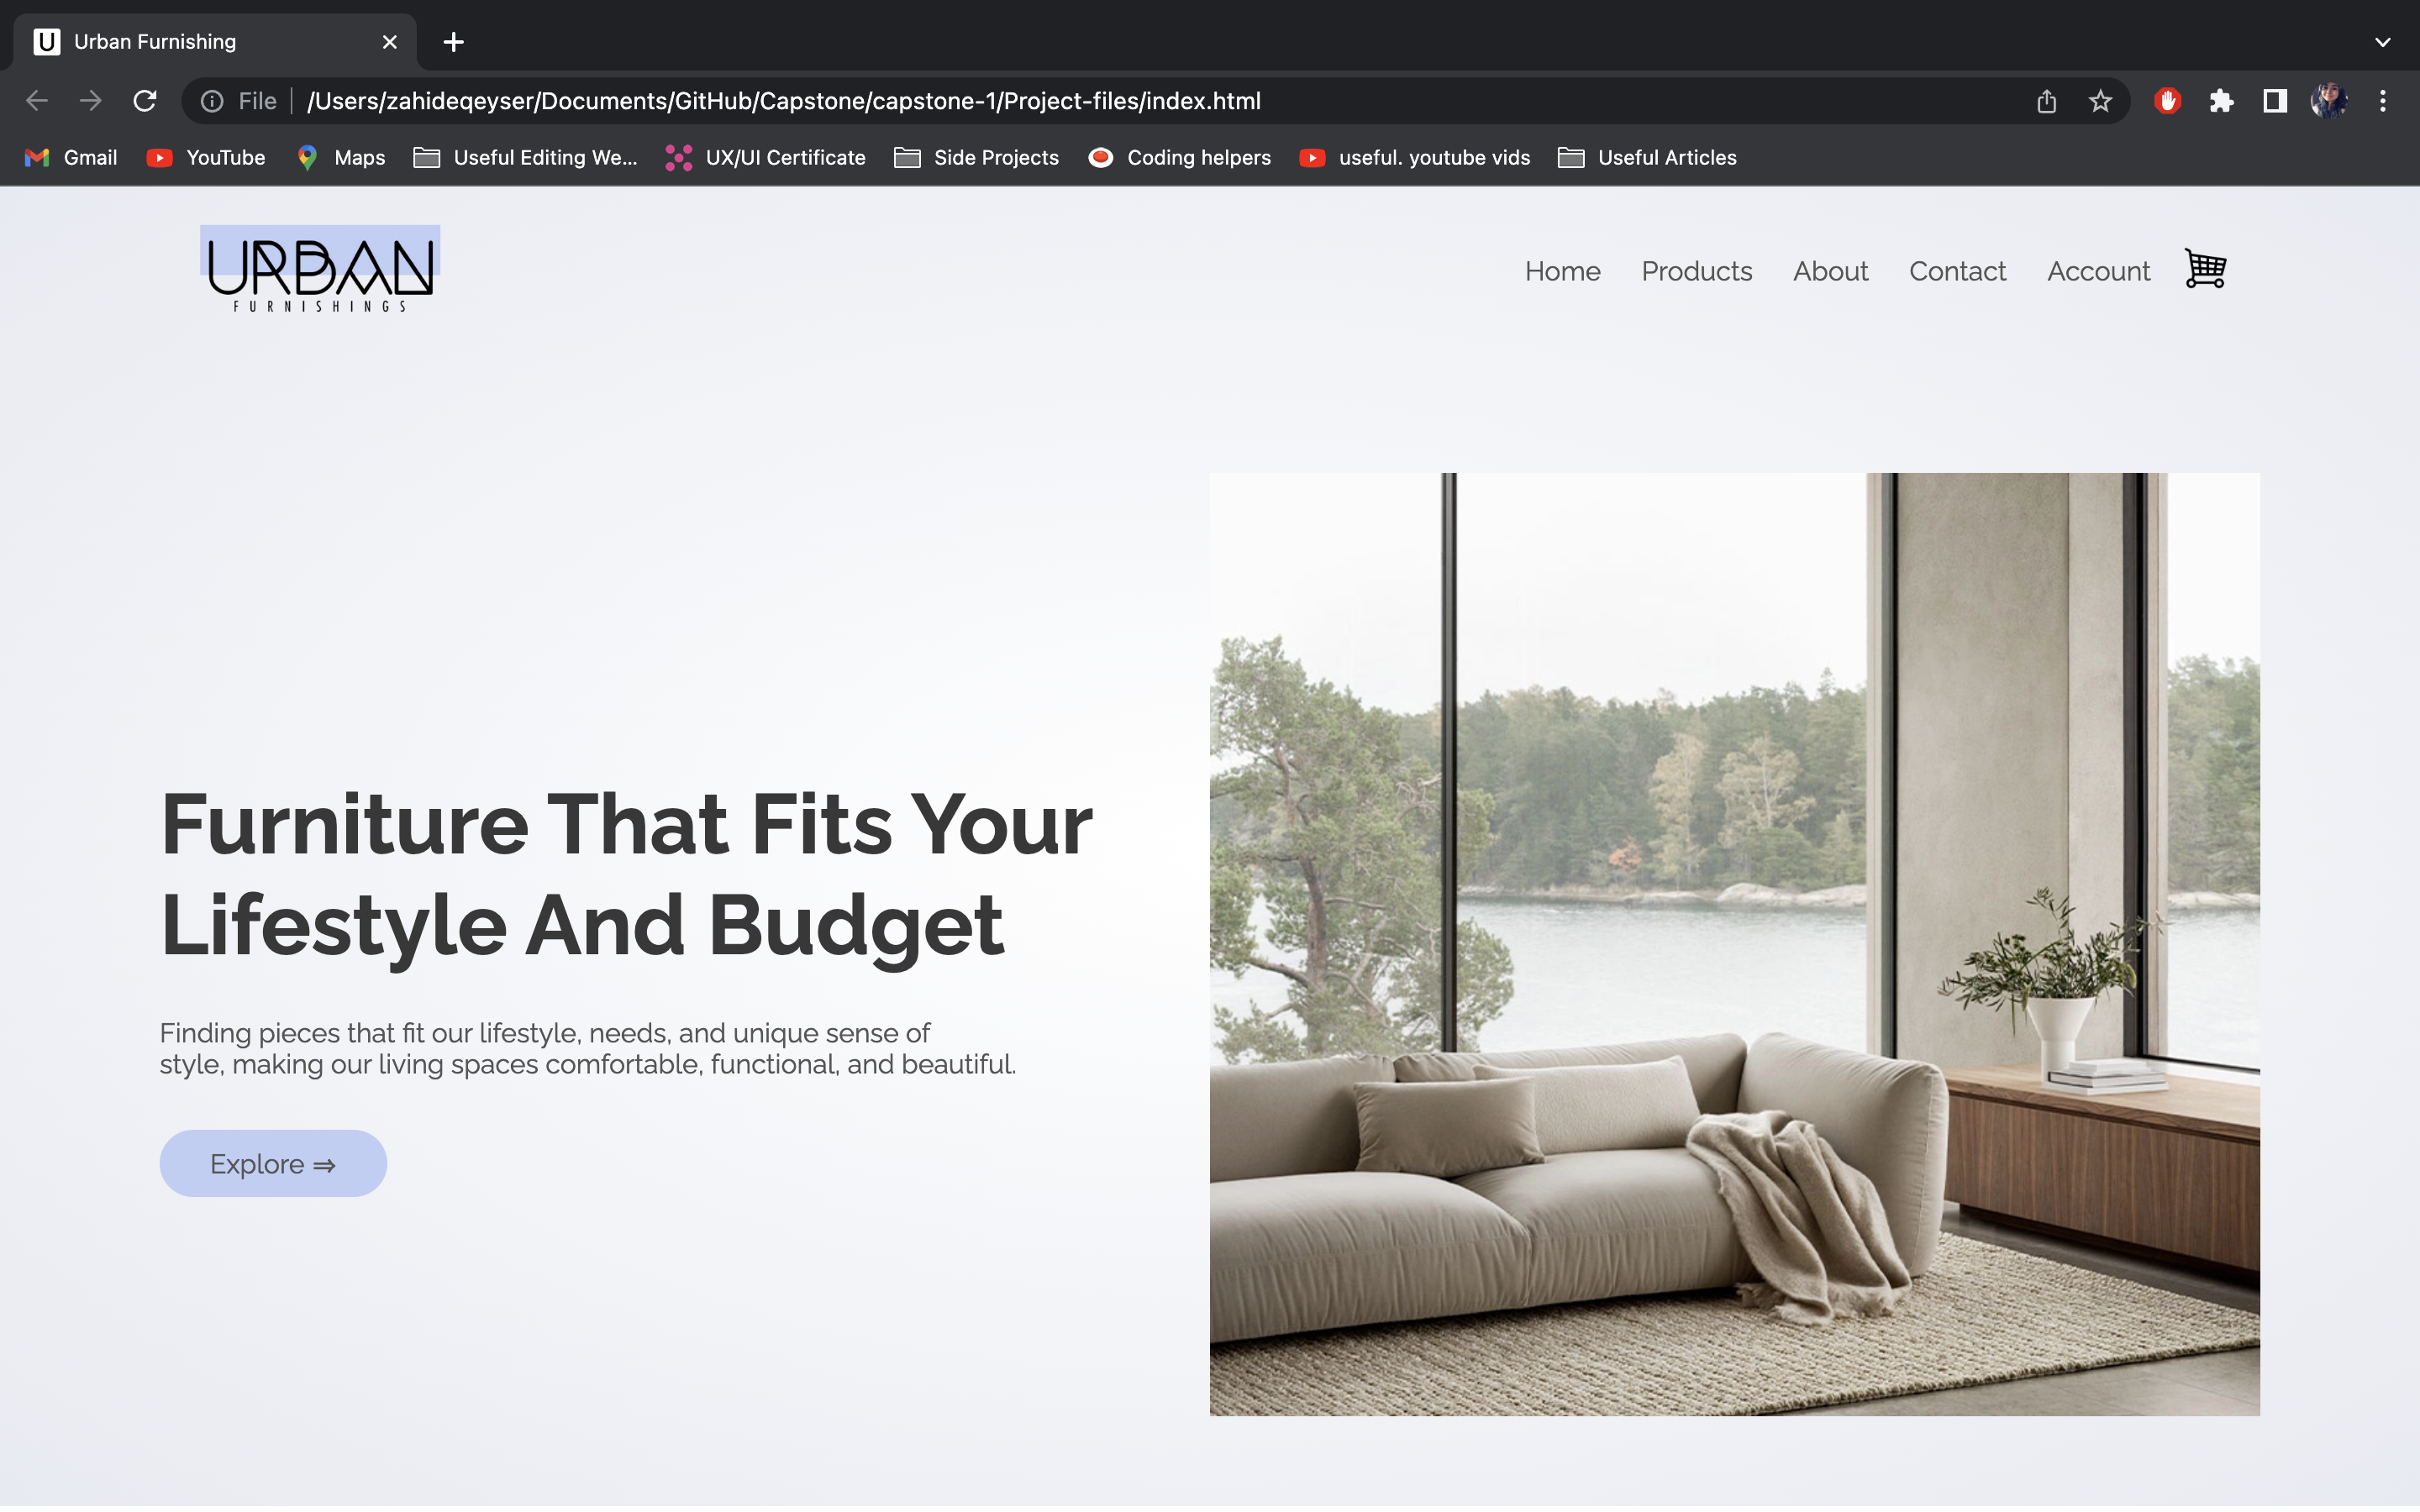 U Urban Furnishing
File /Users/zahideqeyser/Documents/GitHub/Capstone/capstone-1/Project-files/index.html
Gmail YouTube Maps Useful Editing We... UX/UI Certificate Side Projects Coding helpers useful. youtube vids Useful Articles
URBAN
FURNISHINGS
Home Products About Contact Account
Furniture That Fits Your
Lifestyle And Budget
Finding pieces that fit our lifestyle, needs, and unique sense of
style, making our living spaces comfortable, functional, and beautiful.
Explore ⇒